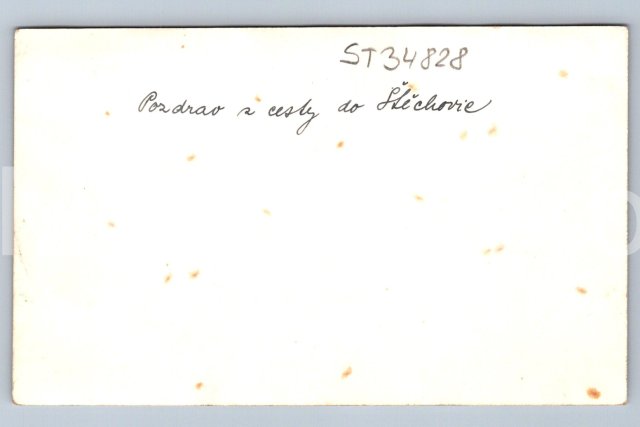 ST34828
Pozdrav z cesty do Štěchovic